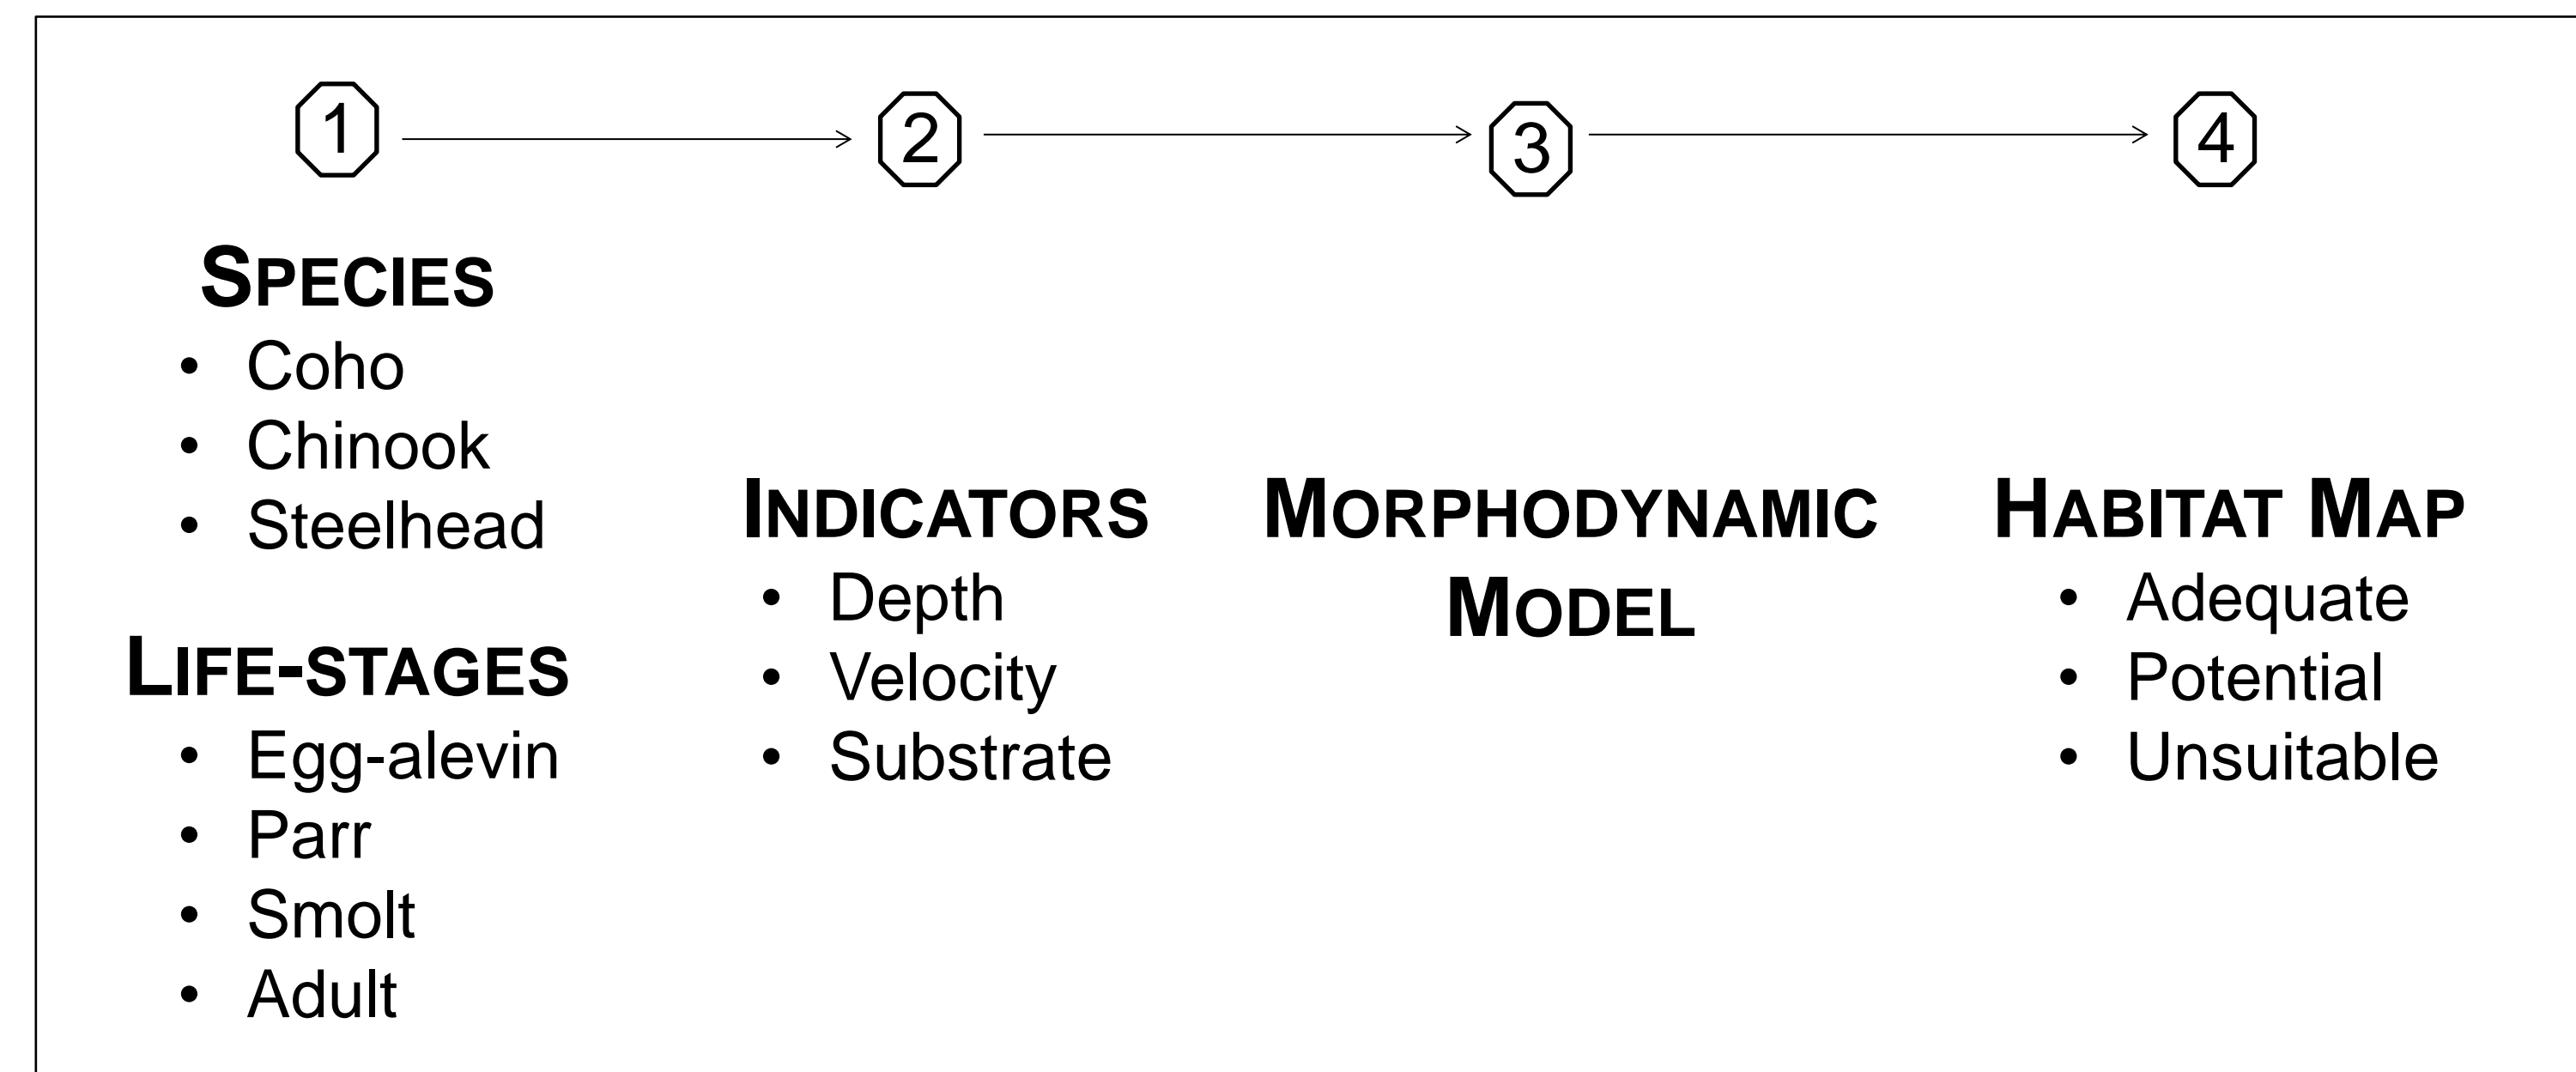 1
2
3
4
SPECIES
• Coho
• Chinook
• Steelhead
LIFE-STAGES
• Egg-alevin
• Parr
• Smolt
• Adult
INDICATORS
• Depth
• Velocity
• Substrate
MORPHODYNAMIC
MODEL
HABITAT MAP
• Adequate
• Potential
• Unsuitable